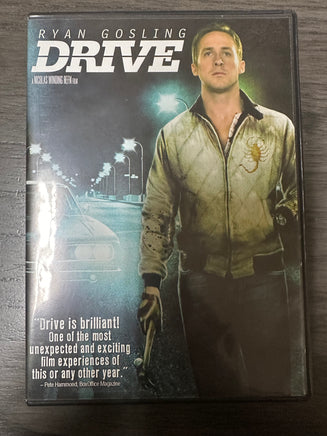 RYAN GOSLING
DRIVE
A NICOLAS WINDING REFN FILM
"Drive is brilliant!
One of the most
unexpected and exciting
film experiences of
this or any other year."
– Pete Hammond, Boxoffice Magazine